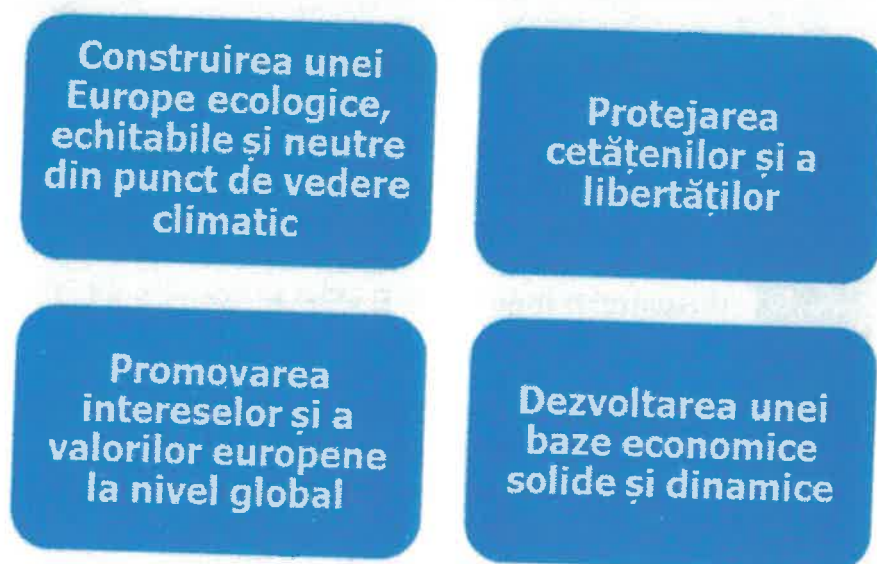 Construirea unei
Europe ecologice,
echitabile și neutre
din punct de vedere
climatic
Protejarea
cetățenilor și a
libertăților
Promovarea
intereselor și a
valorilor europene
la nivel global
Dezvoltarea unei
baze economice
solide și dinamice